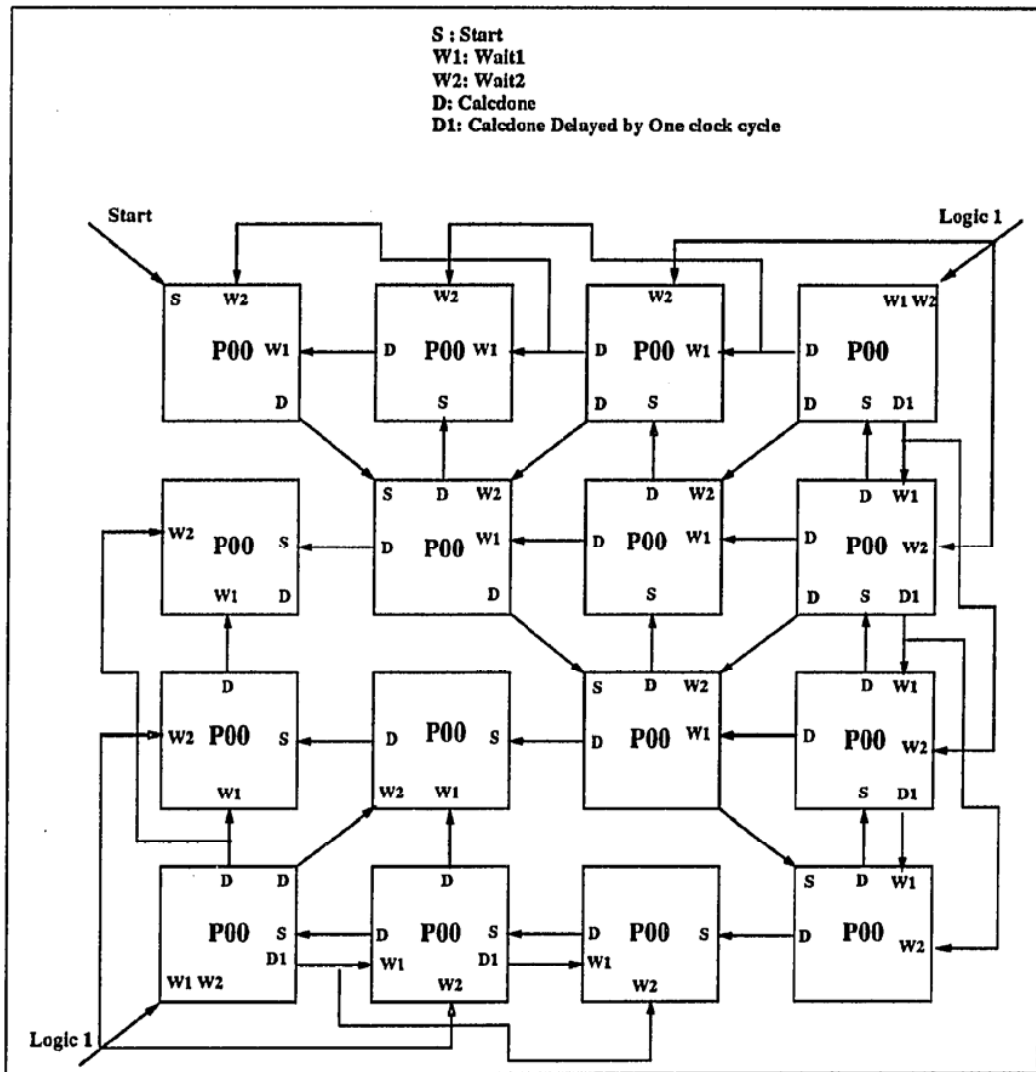 S : Start
W1: Wait1
W2: Wait2
D: Calcdone
D1: Calcdone Delayed by One clock cycle
Start
Logic 1
S W2
W2
W2
W1 W2
P00 W1
D P00 W1
D P00 W1
D P00
D
S
D S
D S D1
S D W2
D W2
D W1
W2 P00 S
D P00 W1
D P00 W1
D P00 W2
W1 D
D
S
D S D1
D
S D W2
D W1
W2 P00 S
D P00 S
D P00 W1
D P00 W2
W1
W2 W1
S D1
D D
D
S D W1
P00 S
D P00 S
D P00 S
D P00
D1
W1 D1
W1
W2
W1 W2
W2
W2
Logic 1